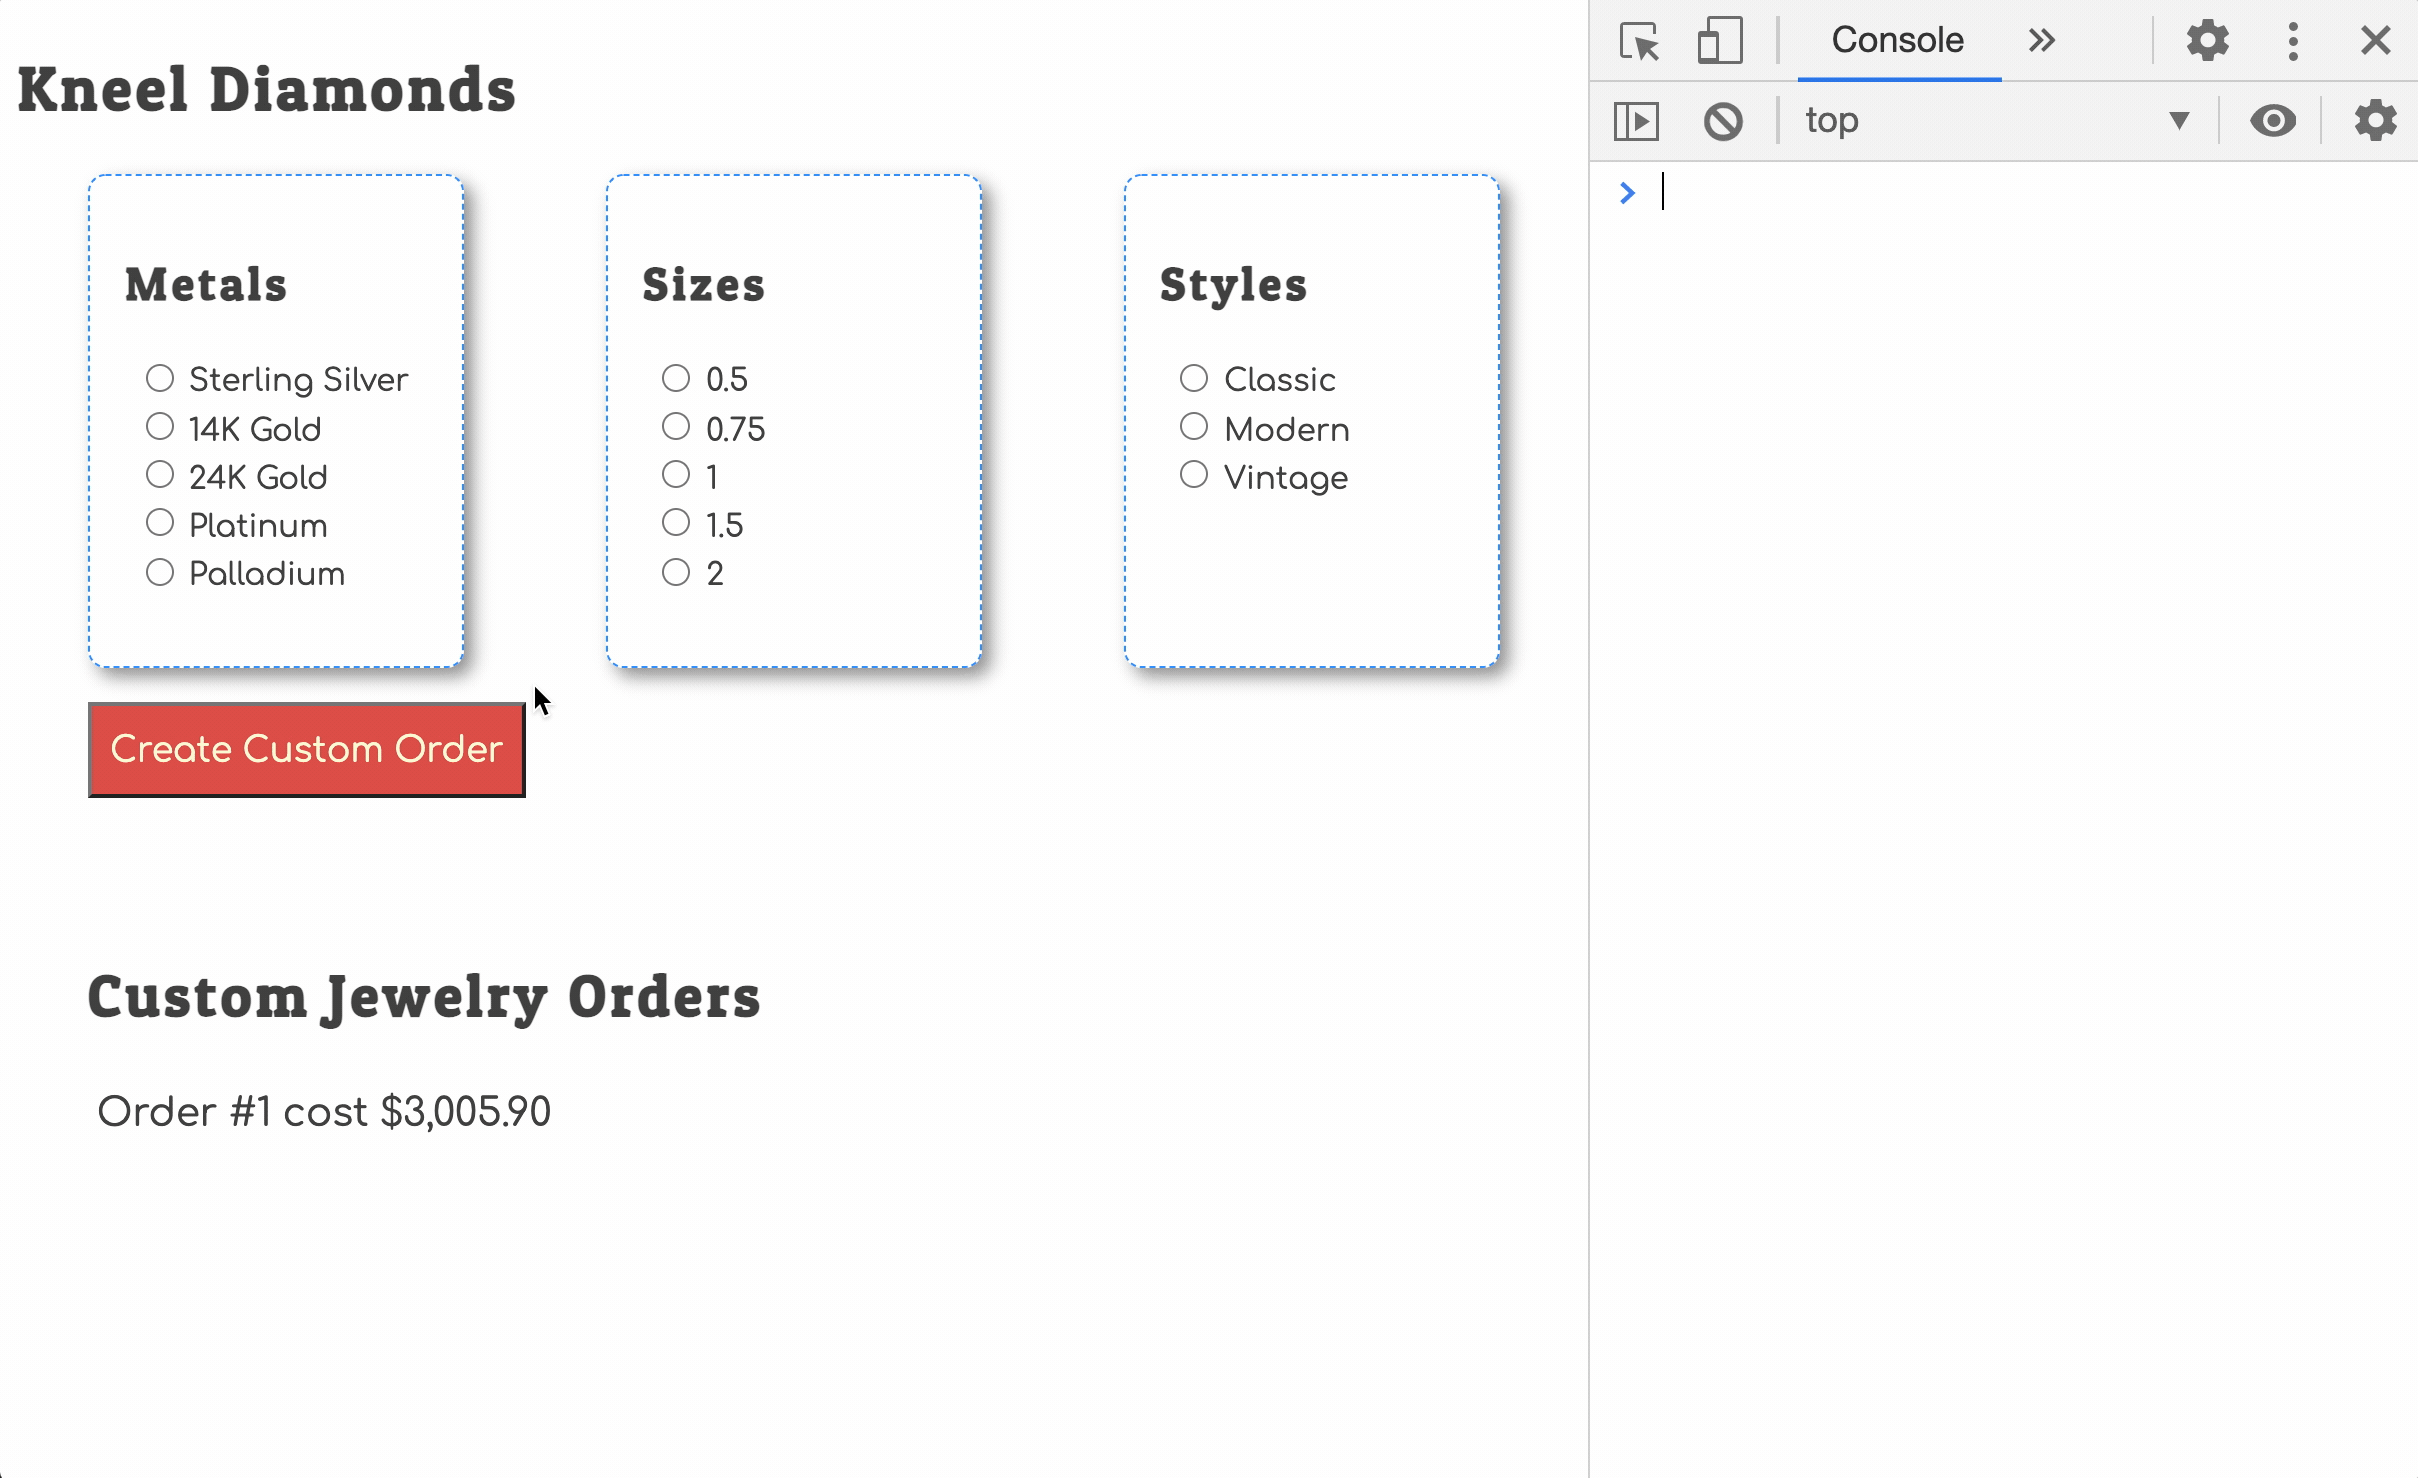 Kneel Diamonds
Metals
Sterling Silver
14K Gold
24K Gold
Platinum
Palladium
Sizes
0.5
0.75
1
1.5
2
Styles
Classic
Modern
Vintage
Create Custom Order
Custom Jewelry Orders
Order #1 cost $3,005.90
Console
top